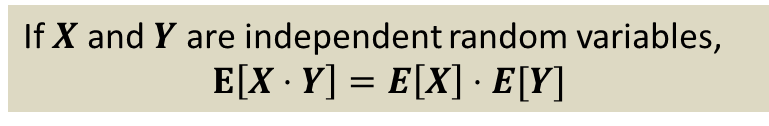 If X and Y are independent random variables,
E[X · Y] = E[X] · E[Y]